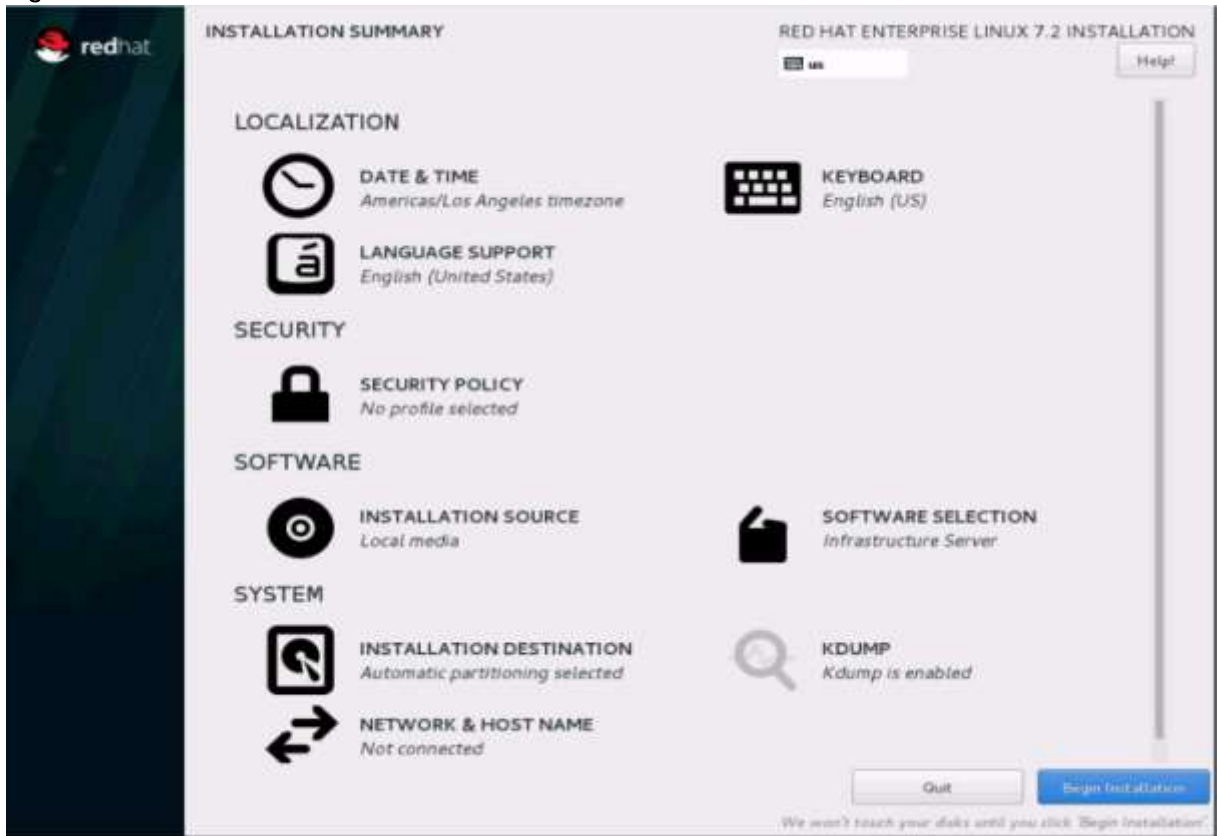 redhat
INSTALLATION SUMMARY
RED HAT ENTERPRISE LINUX 7.2 INSTALLATION
us
Help!
LOCALIZATION
DATE & TIME
Americas/Los Angeles timezone
KEYBOARD
English (US)
á
LANGUAGE SUPPORT
English (United States)
SECURITY
SECURITY POLICY
No profile selected
SOFTWARE
INSTALLATION SOURCE
Local media
SOFTWARE SELECTION
Infrastructure Server
SYSTEM
INSTALLATION DESTINATION
Automatic partitioning selected
KDUMP
Kdump is enabled
NETWORK & HOST NAME
Not connected
Quit
Begin Installation
We won't touch your disks until you click 'Begin Installation'.